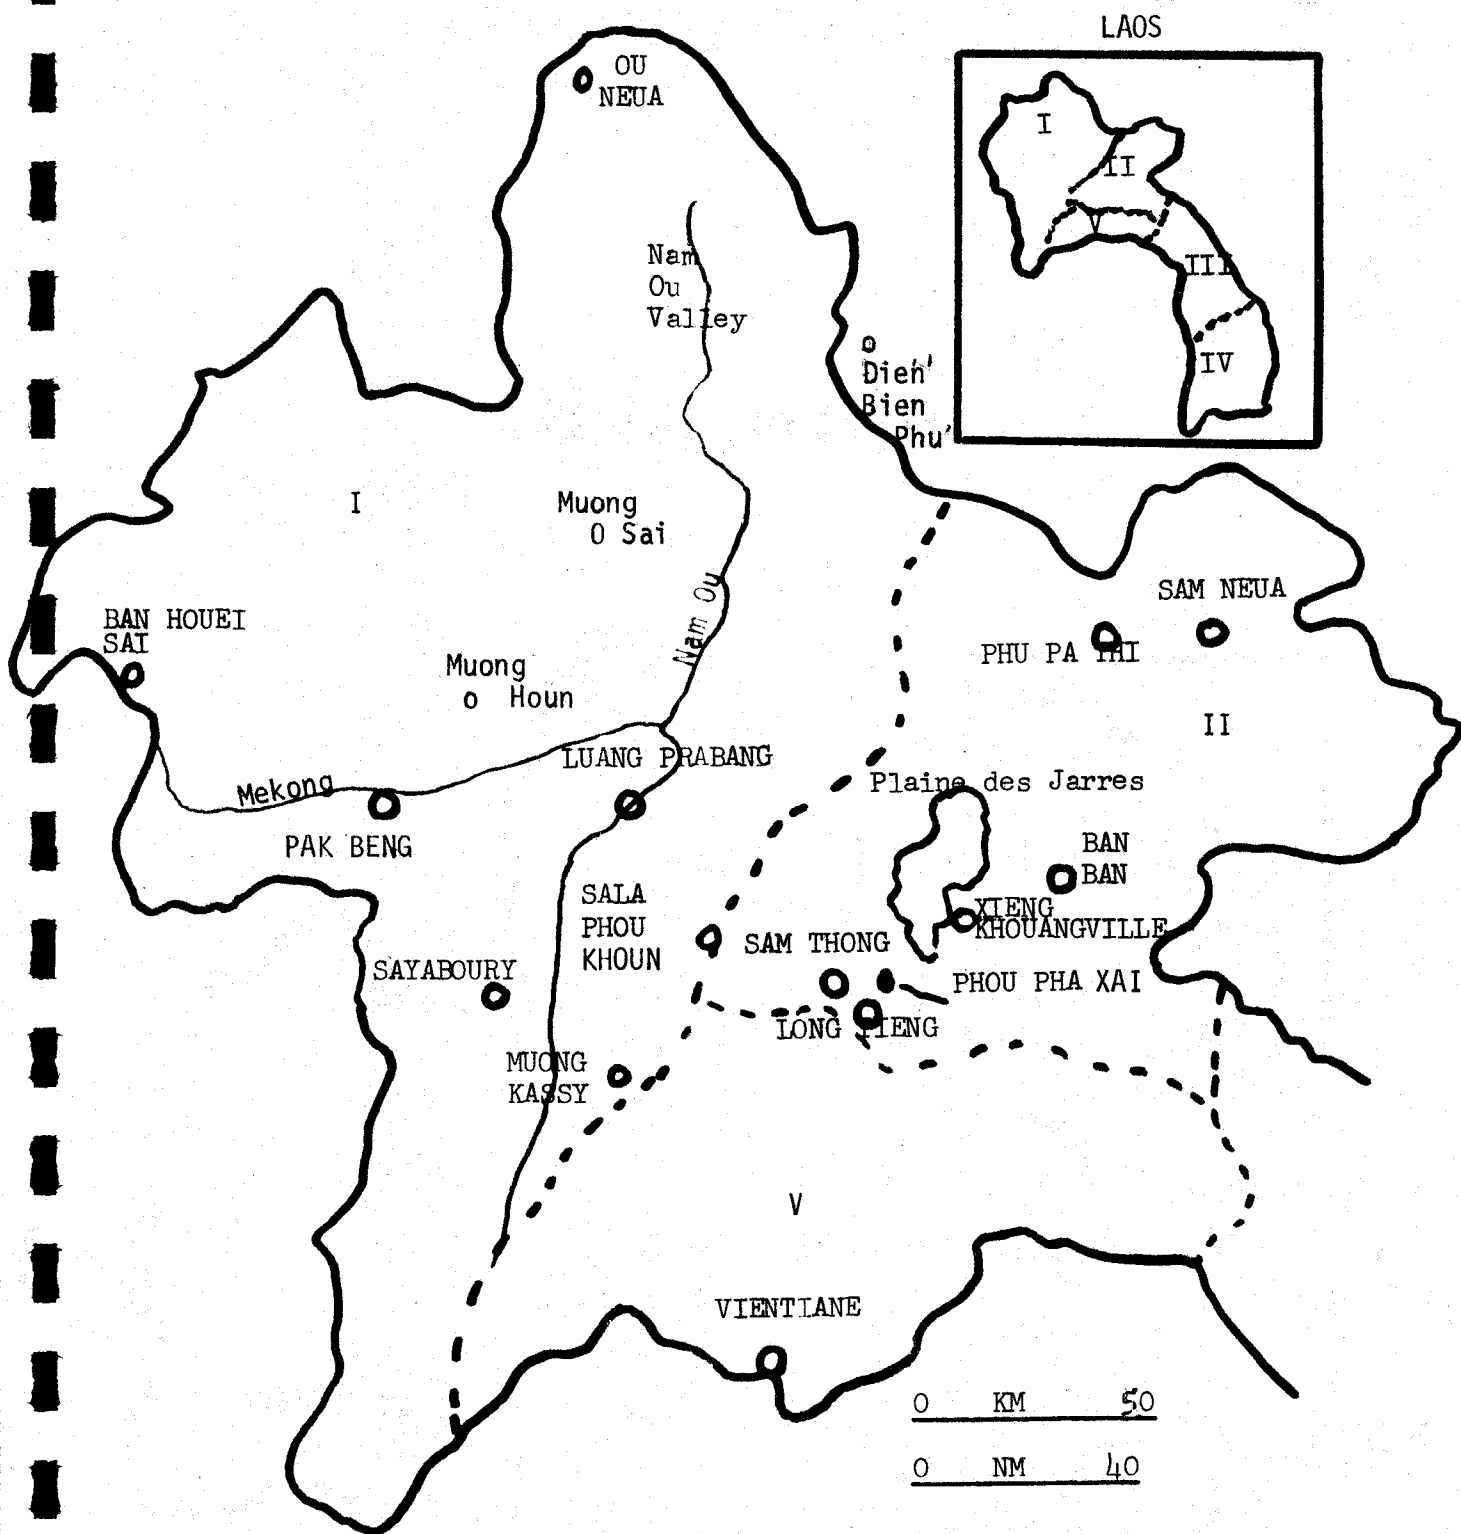 LAOS
I
II
V
III
IV
OU
NEUA
Nam
Ou
Valley
Dien
Bien
Phu
I
Muong
O Sai
Nam Ou
BAN HOUEI
SAI
Muong
Houn
SAM NEUA
PHU PA THI
II
LUANG PRABANG
Mekong
PAK BENG
Plaine des Jarres
BAN
BAN
XIENG
KHOUANGVILLE
SALA
PHOU
KHOUN
SAM THONG
SAYABOURY
PHOU PHA XAI
LONG TIENG
MUONG
KASSY
V
VIENTIANE
0 KM 50
0 NM 40